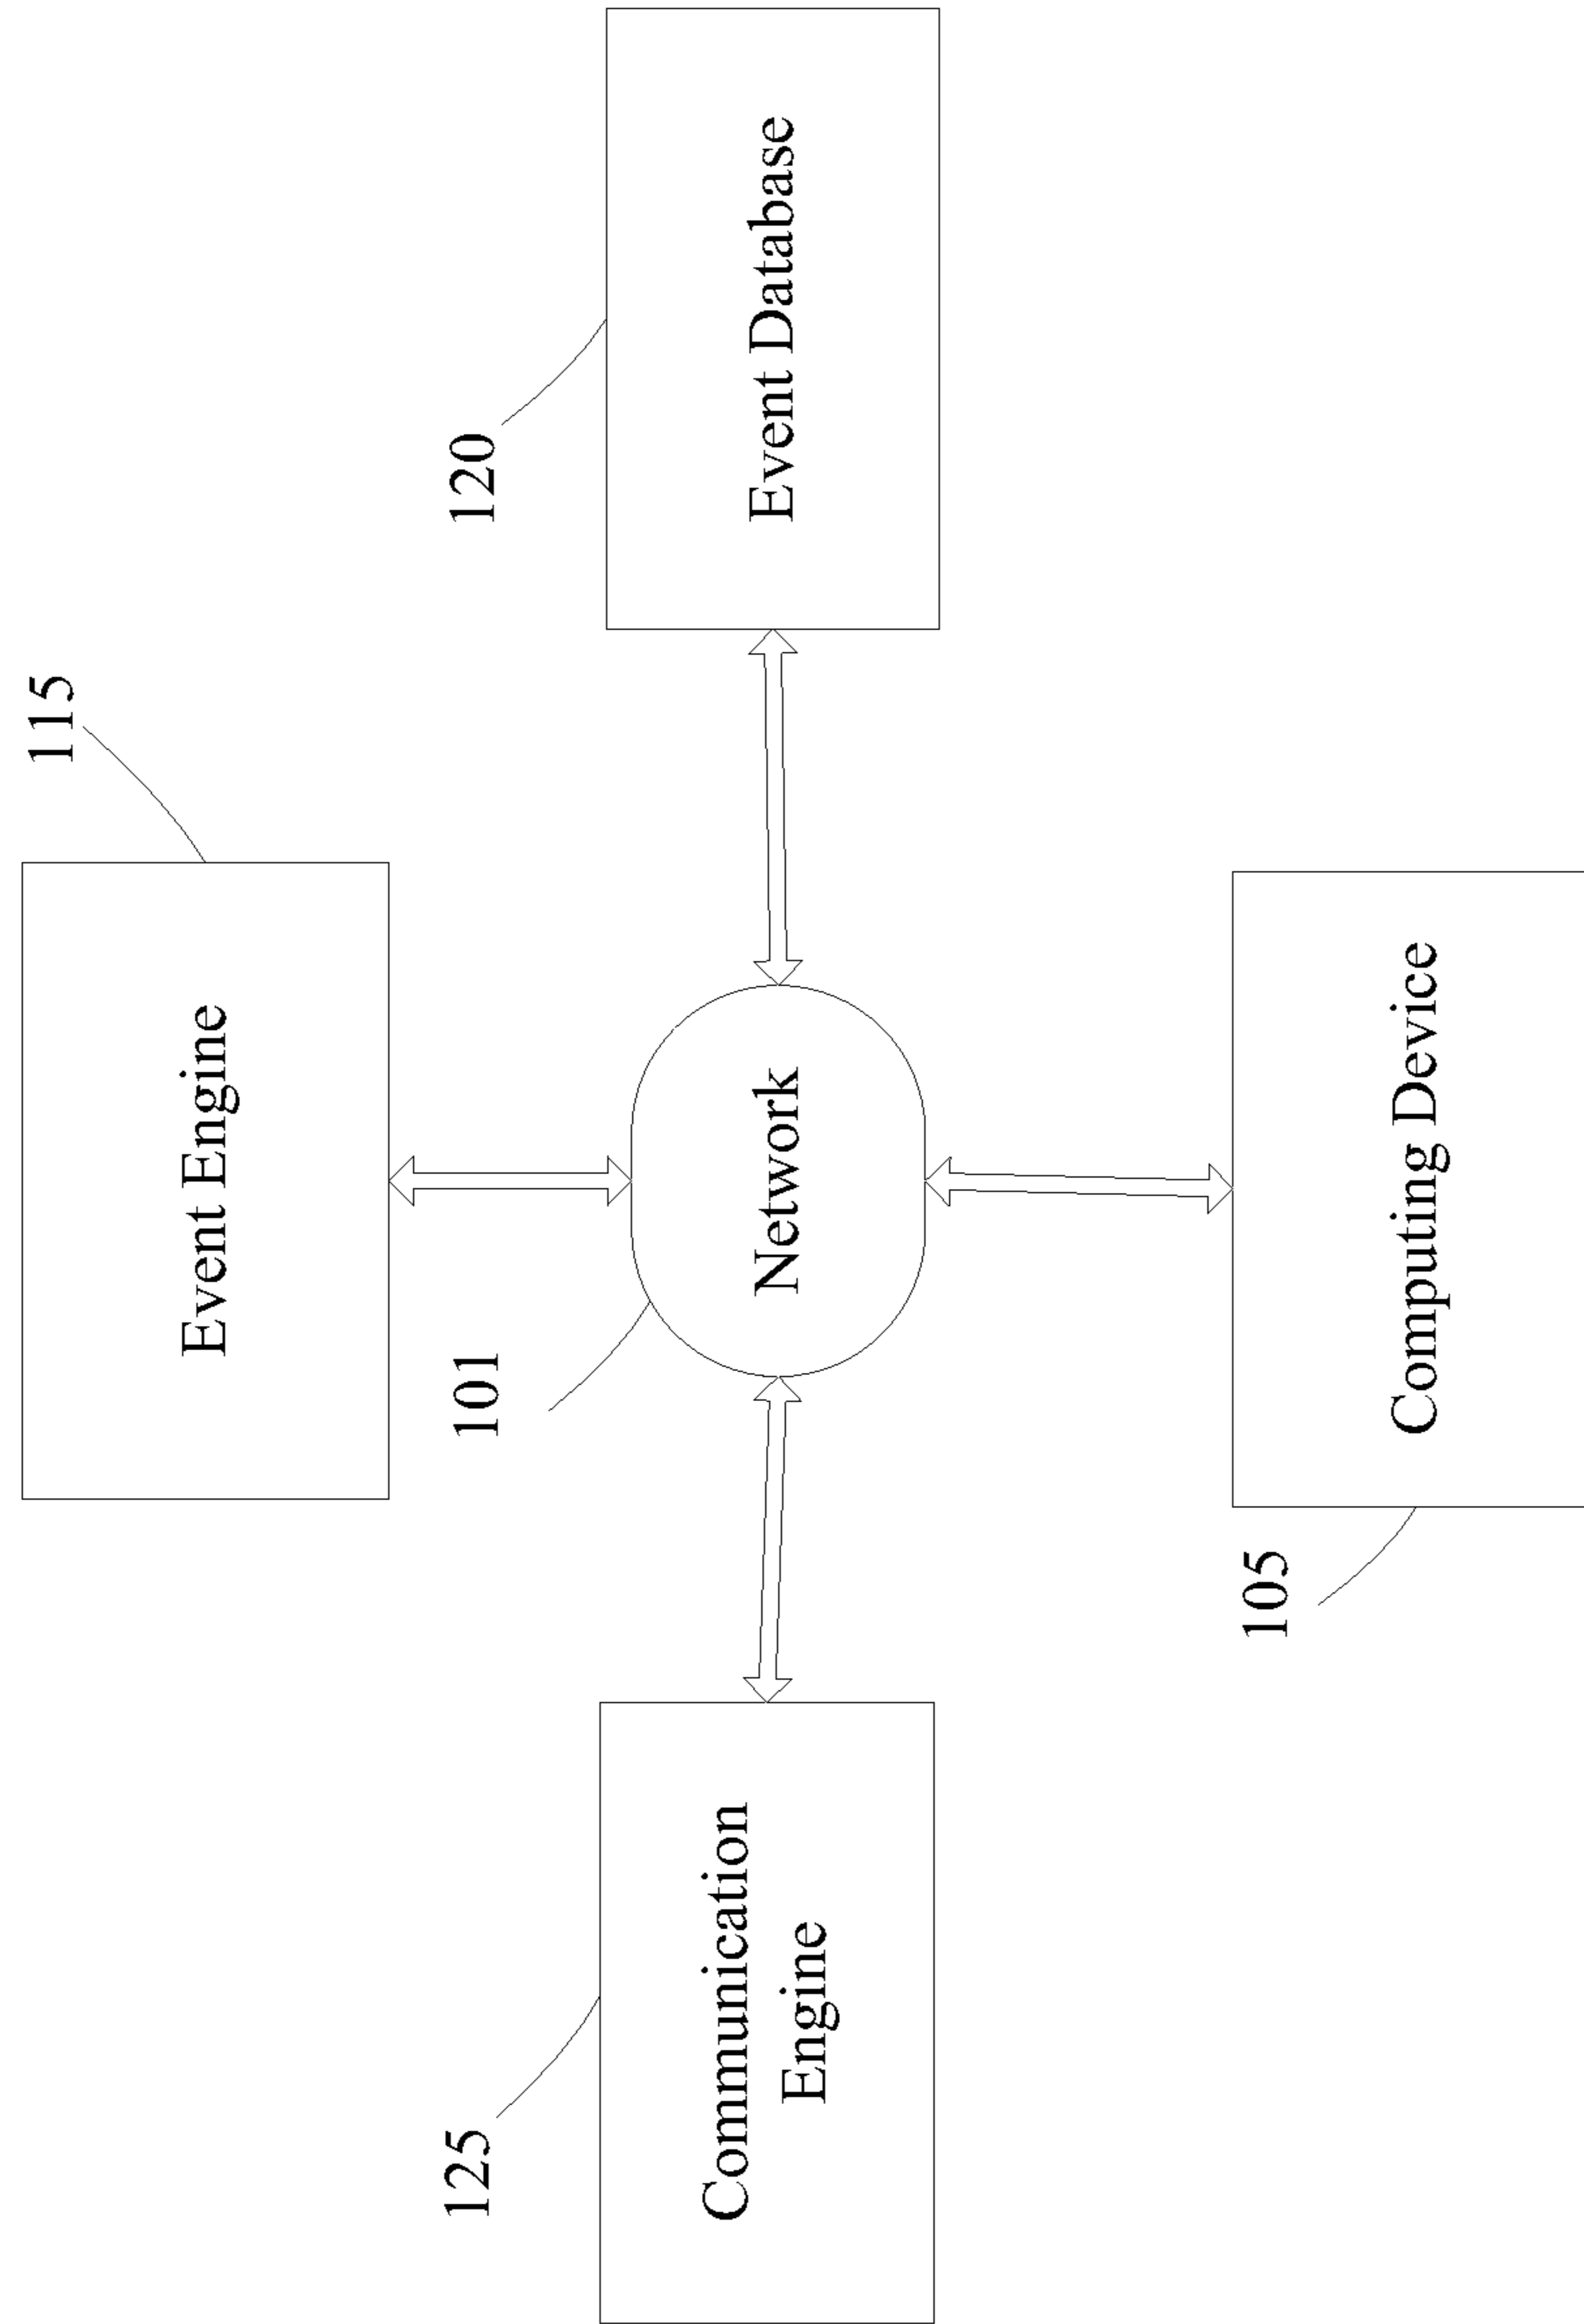 115
Event Engine
125
101
120
Communication
Engine
Network
Event Database
105
Computing Device